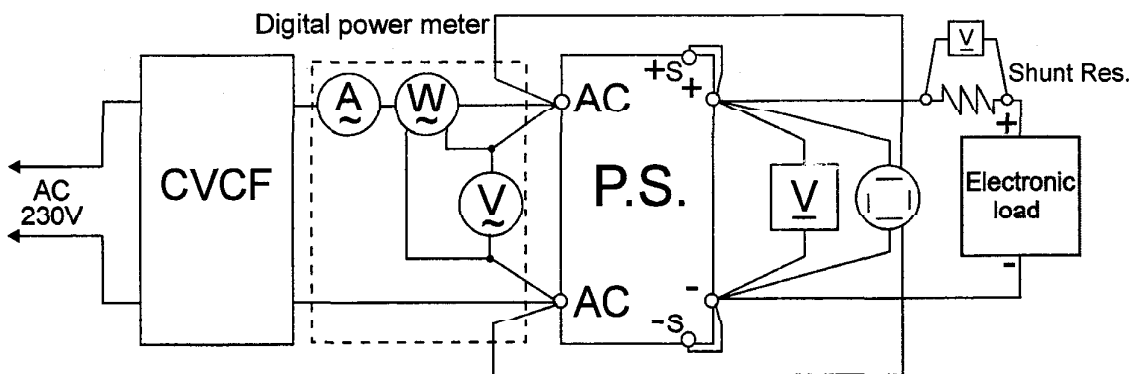 Digital power meter
V
+S
Shunt Res.
A
~
W
~
AC
+
+
CVCF
AC
230V
V
~
P.S.
V
Electronic
load
AC
-
-
-S